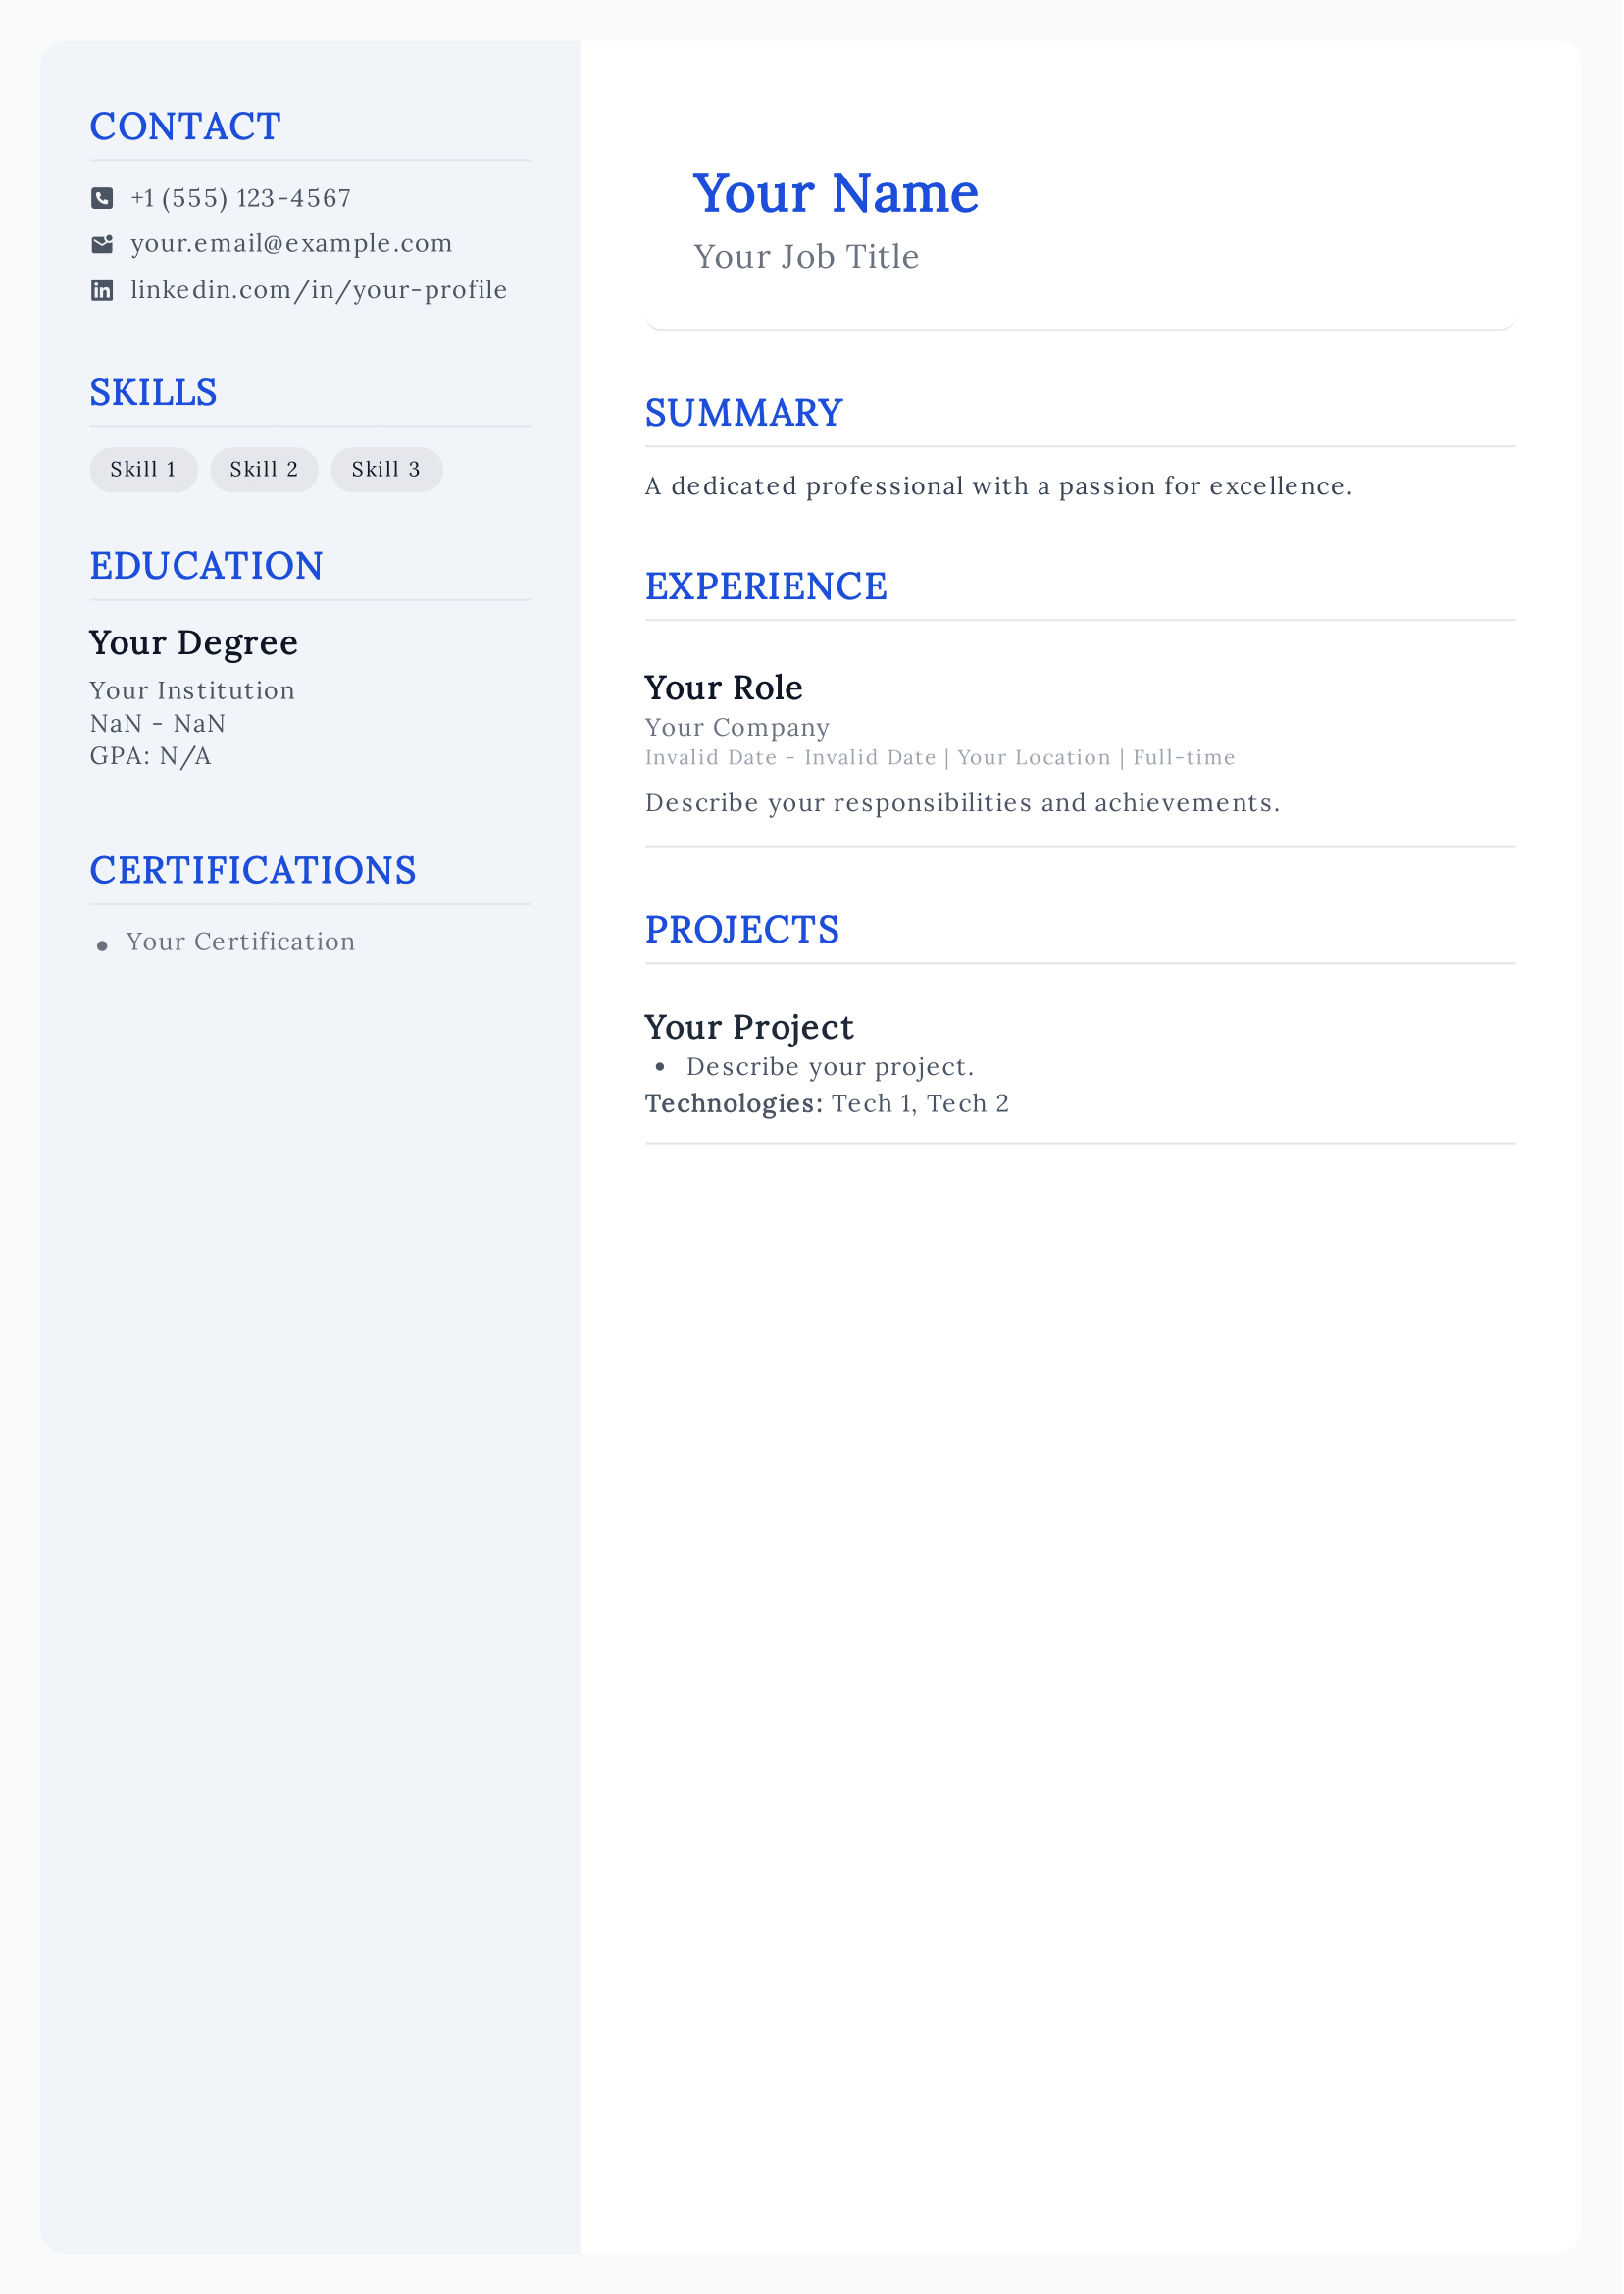 CONTACT
+1 (555) 123-4567
your.email@example.com
linkedin.com/in/your-profile
SKILLS
Skill 1
Skill 2
Skill 3
EDUCATION
Your Degree
Your Institution
NaN - NaN
GPA: N/A
CERTIFICATIONS
Your Certification
Your Name
Your Job Title
SUMMARY
A dedicated professional with a passion for excellence.
EXPERIENCE
Your Role
Your Company
Invalid Date - Invalid Date | Your Location | Full-time
Describe your responsibilities and achievements.
PROJECTS
Your Project
• Describe your project.
Technologies: Tech 1, Tech 2